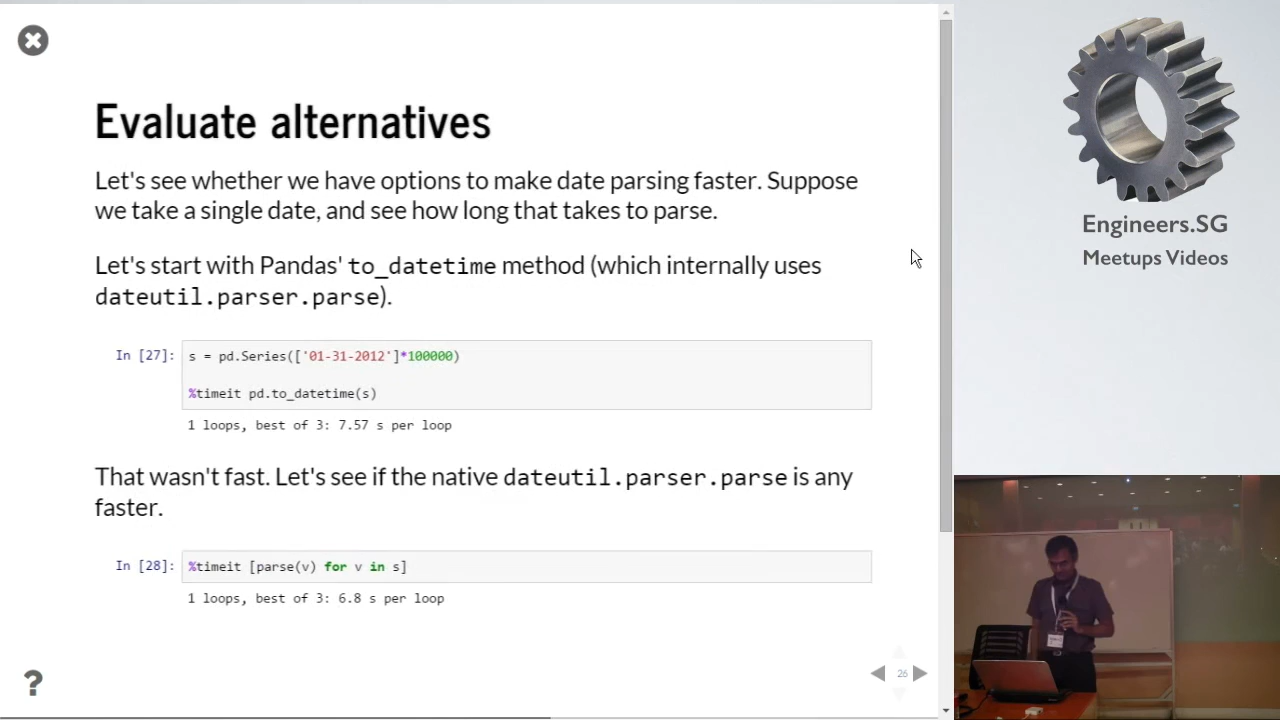 Evaluate alternatives
Let's see whether we have options to make date parsing faster. Suppose
we take a single date, and see how long that takes to parse.
Let's start with Pandas' to_datetime method (which internally uses
dateutil.parser.parse).
In [27]:
s = pd.Series(['01-31-2012']*100000)
%timeit pd.to_datetime(s)
1 loops, best of 3: 7.57 s per loop
That wasn't fast. Let's see if the native dateutil.parser.parse is any
faster.
In [28]:
%timeit [parse(v) for v in s]
1 loops, best of 3: 6.8 s per loop
?
26
Engineers.SG
Meetups Videos